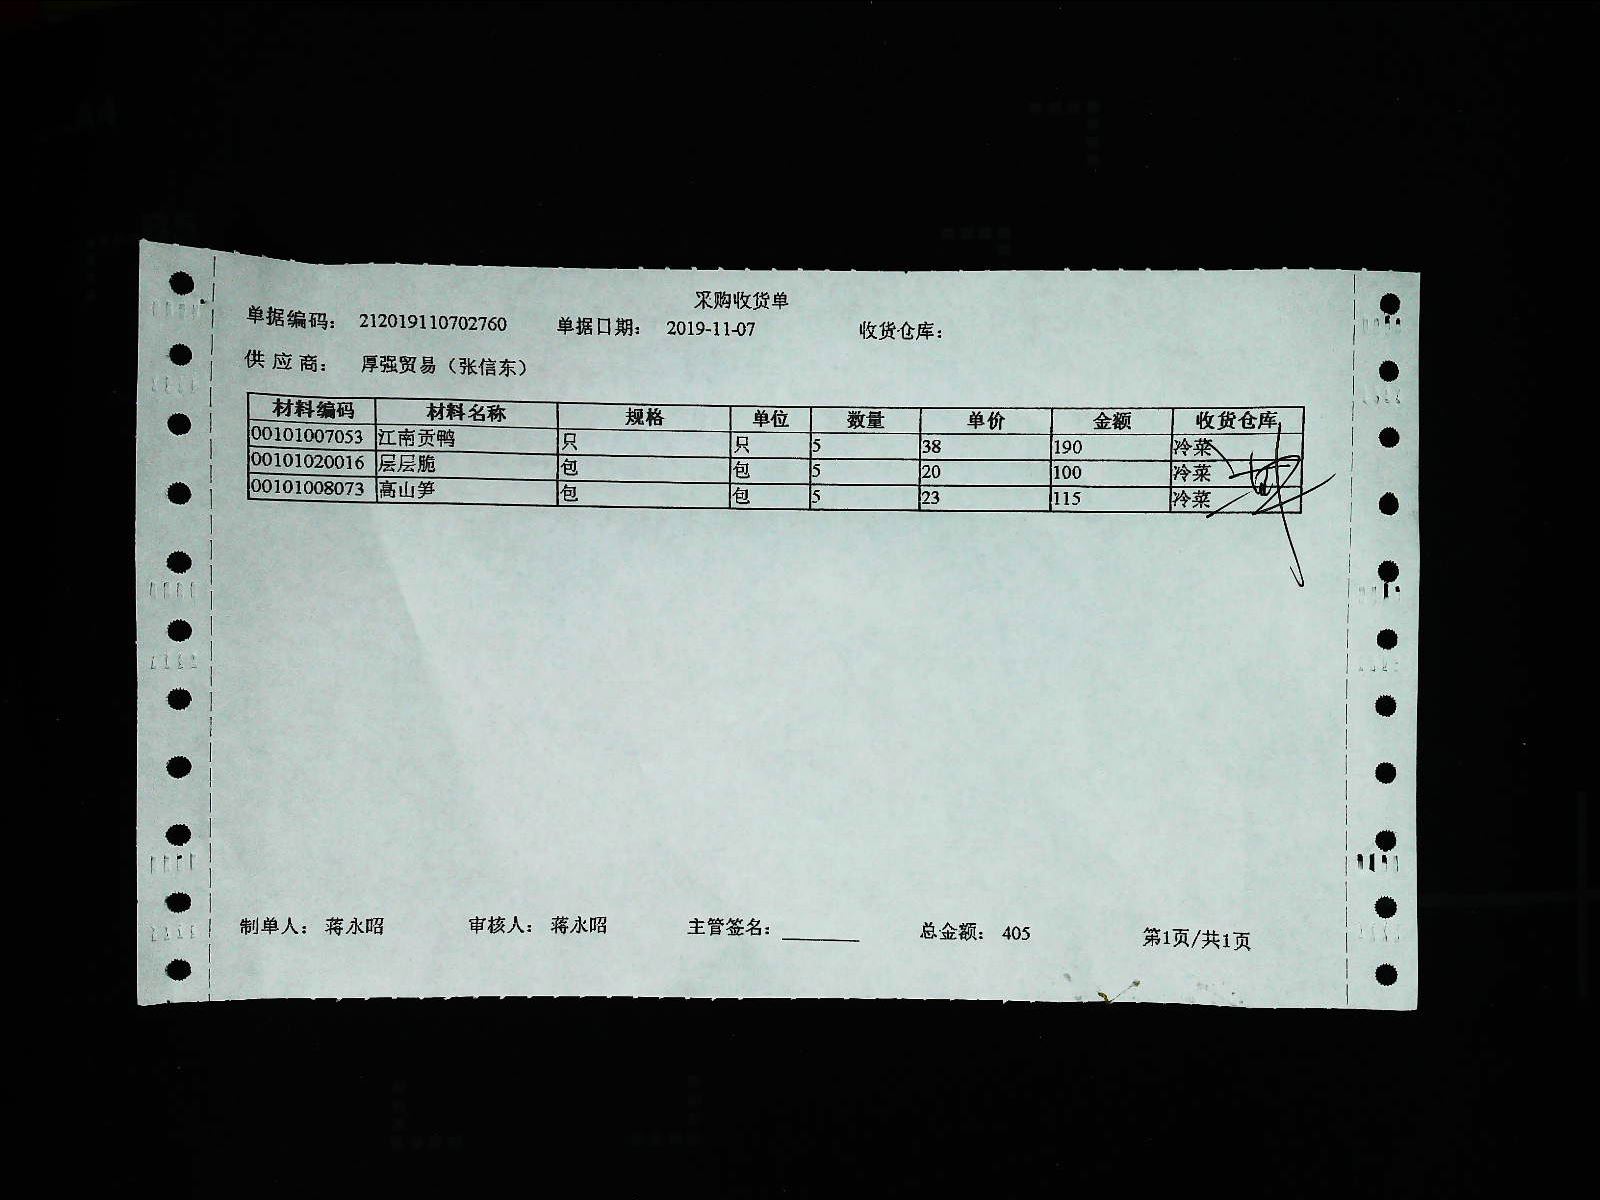 采购收货单
单据编码： 212019110702760 单据日期： 2019-11-07 收货仓库：
供 应 商： 厚强贸易（张信东）
材料编码 材料名称 规格 单位 数量 单价 金额 收货仓库
00101007053 江南贡鸭 只 只 5 38 190 冷菜
00101020016 层层脆 包 包 5 20 100 冷菜
00101008073 高山笋 包 包 5 23 115 冷菜
制单人： 蒋永昭 审核人： 蒋永昭 主管签名：________ 总金额： 405 第1页/共1页